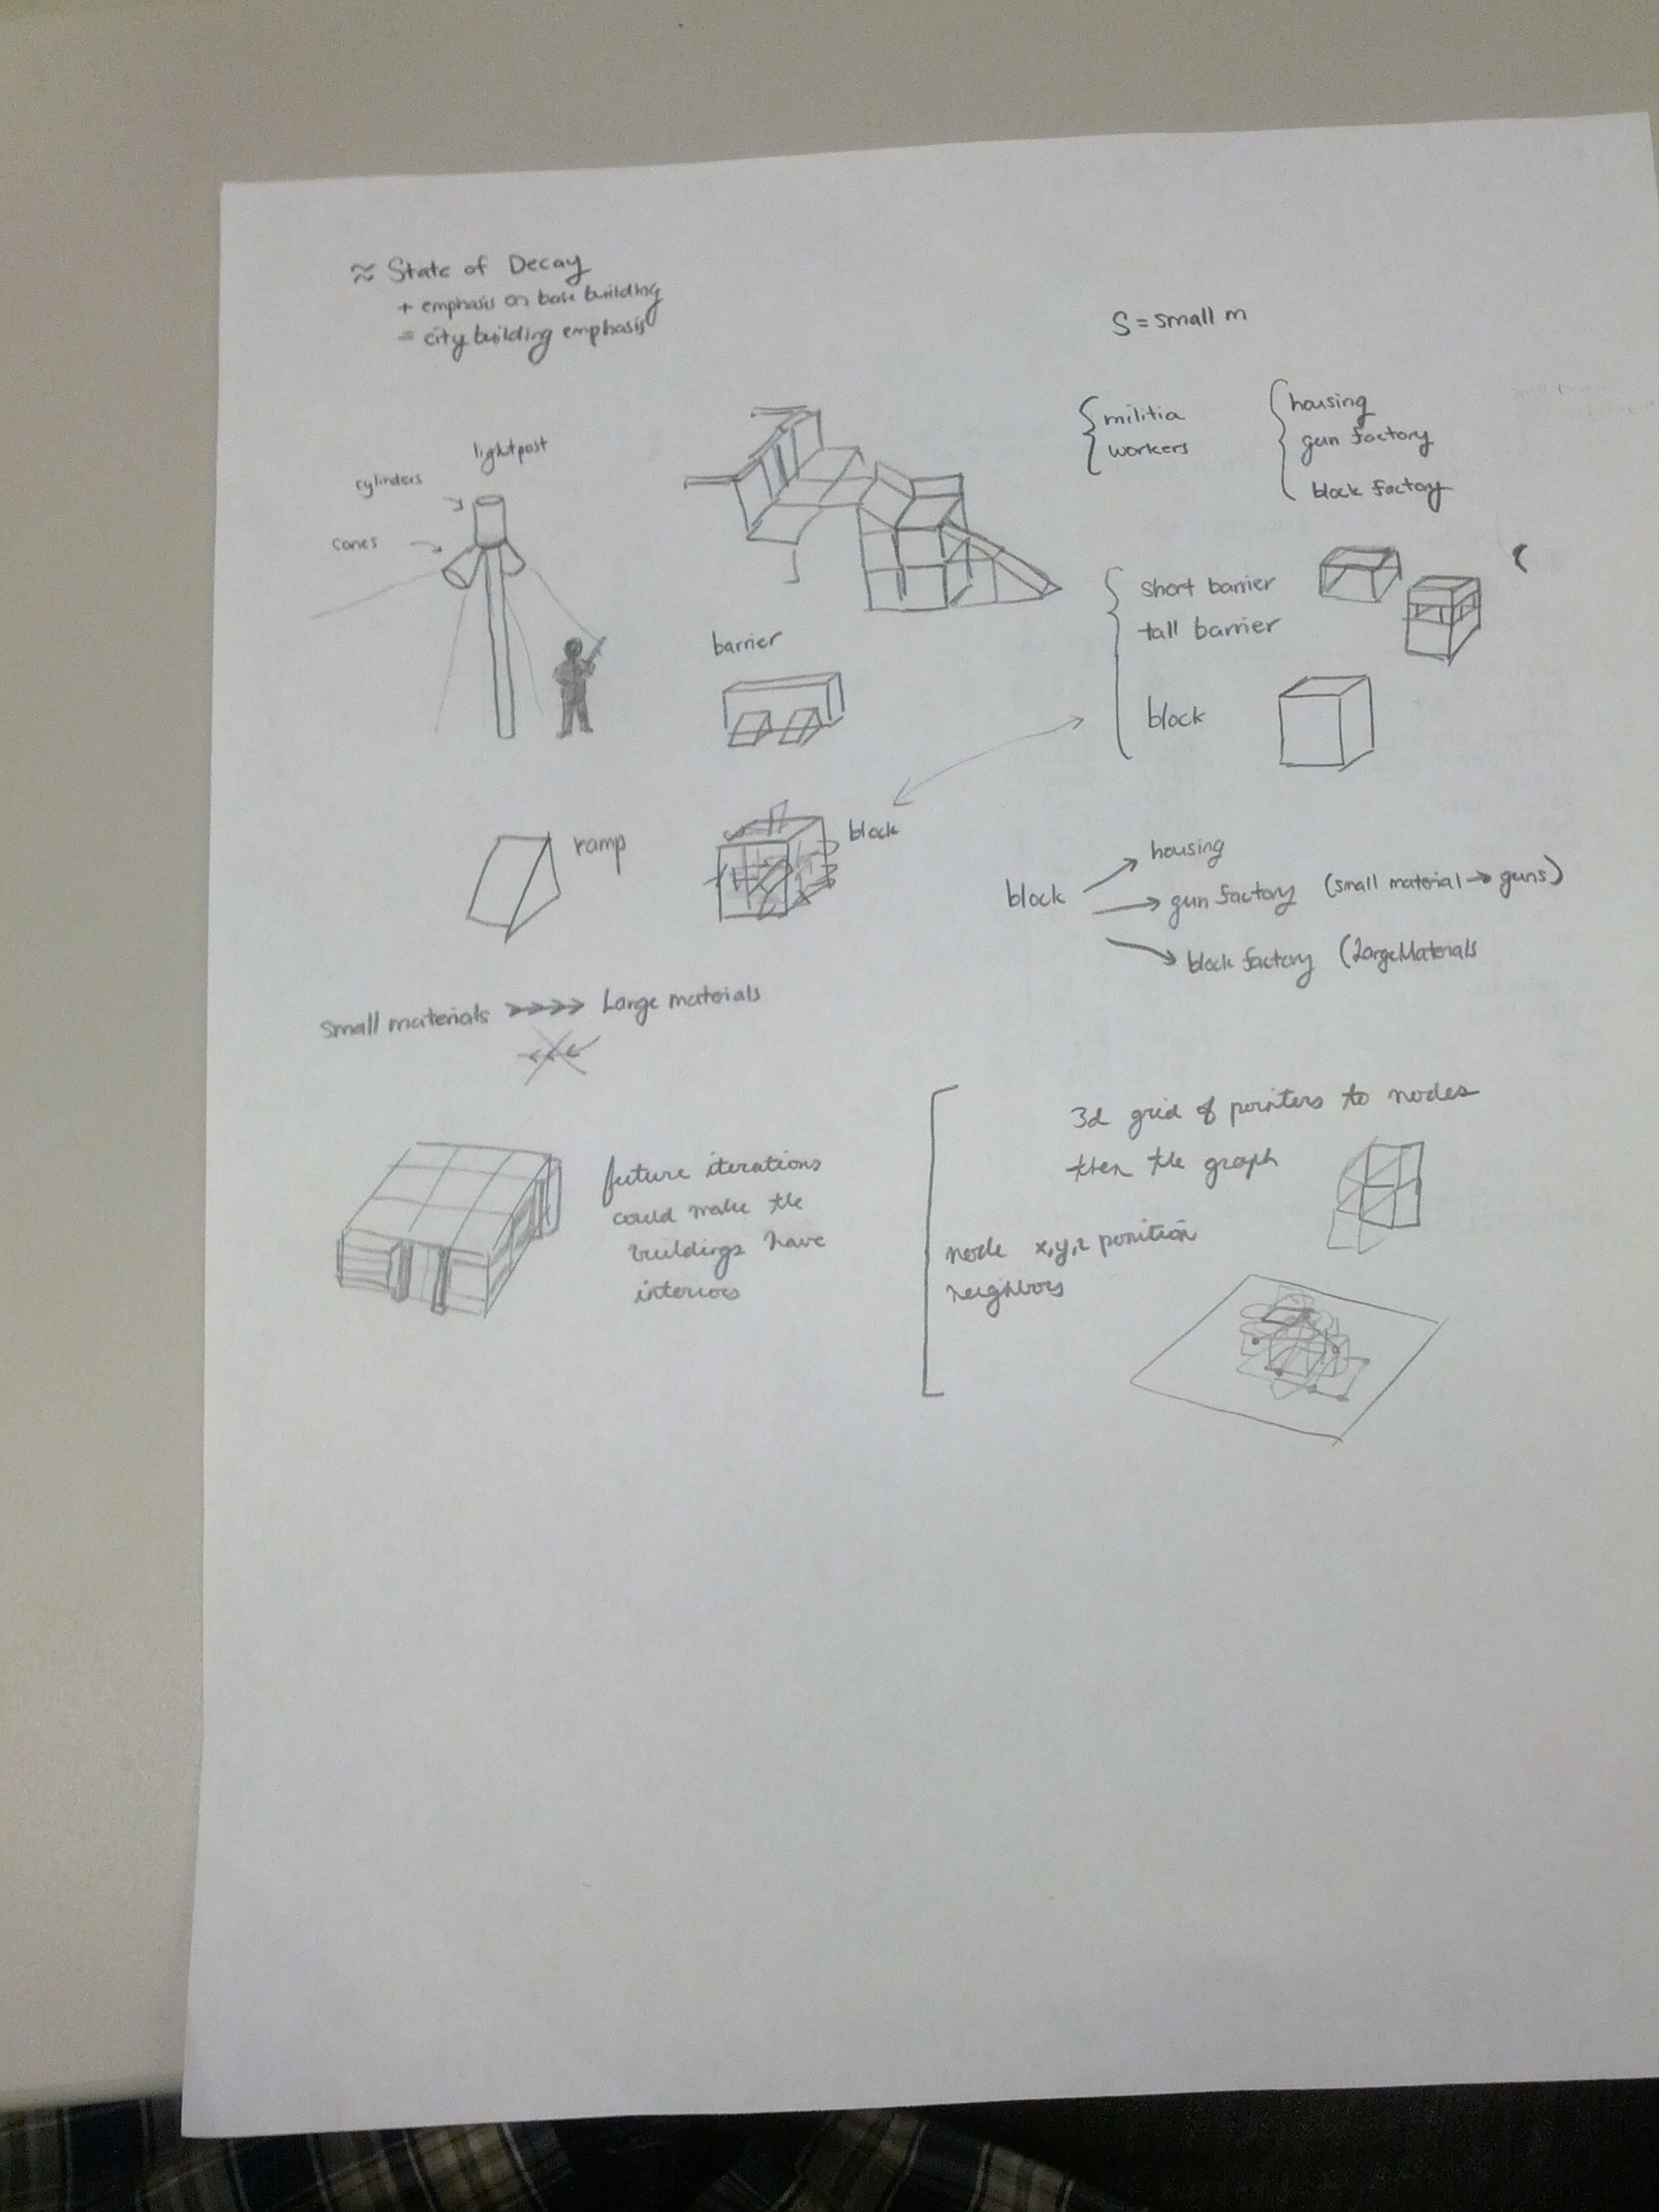 ≈ State of Decay
+ emphasis on base building
= city building emphasis
S = small m
militia
workers
housing
gun factory
block factory
lightpost
cylinders
cones
short barrier
tall barrier
block
barrier
ramp
block
block
housing
gun factory (small material → guns)
block factory (LargeMaterials
small materials >>>> Large materials
<<<
future iterations
could make the
buildings have
interiors
3d grid of pointers to nodes
then the graph
node x,y,z position
neighbors